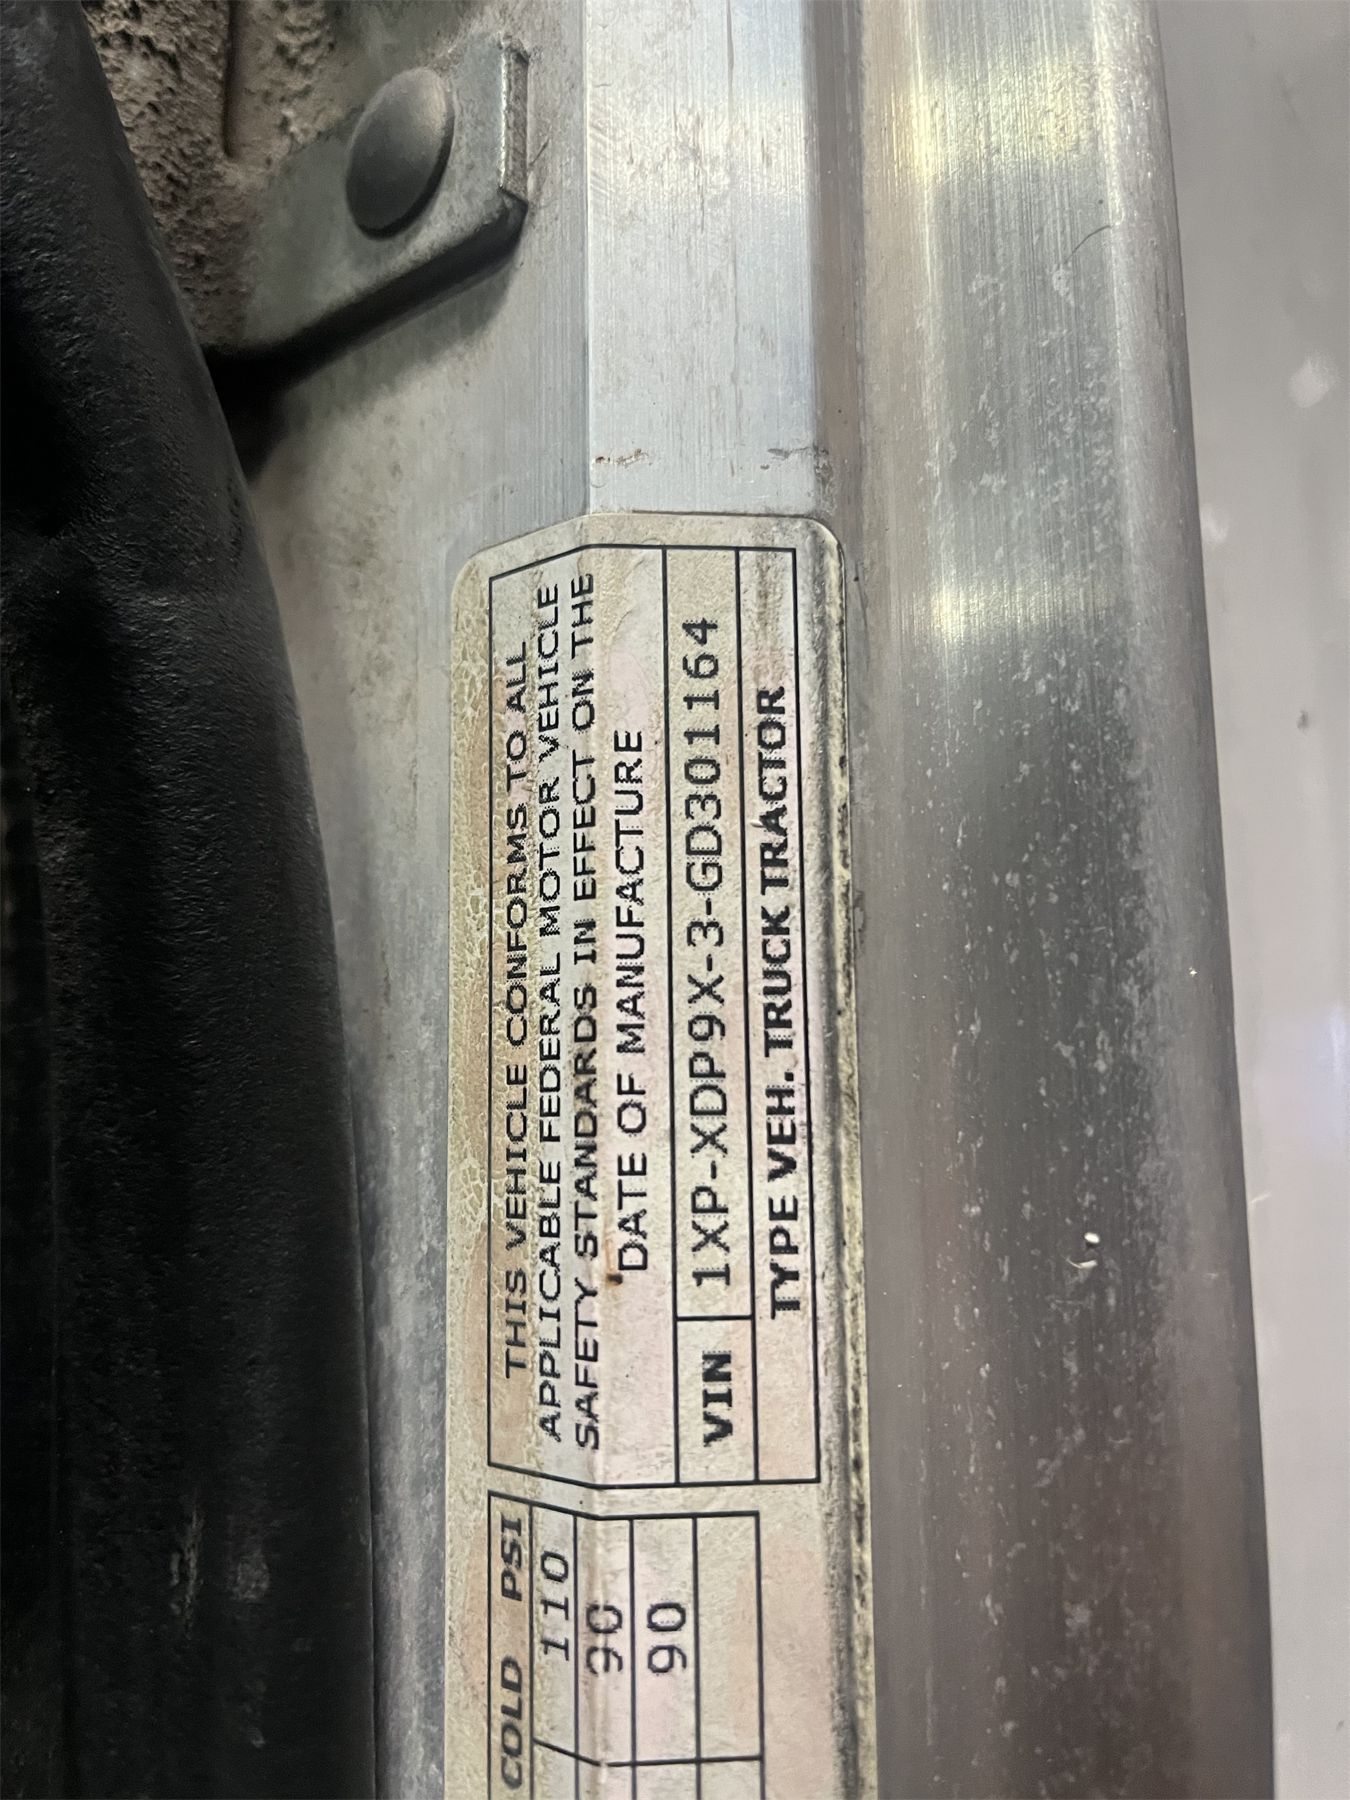 COLD PSI
110
90
90
THIS VEHICLE CONFORMS TO ALL
APPLICABLE FEDERAL MOTOR VEHICLE
SAFETY STANDARDS IN EFFECT ON THE
DATE OF MANUFACTURE
VIN 1XP-XDP9X-3-GD301164
TYPE VEH. TRUCK TRACTOR